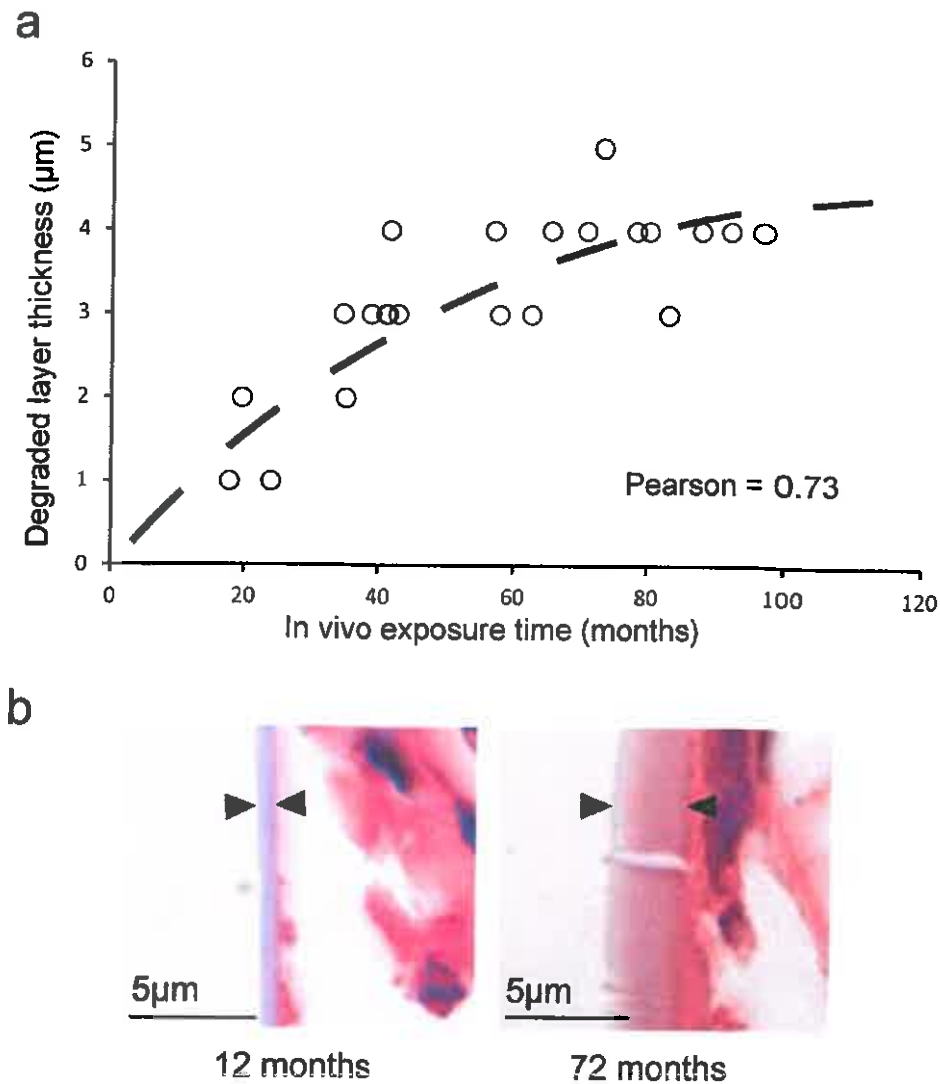 a
6
5
4
3
2
1
0
Degraded layer thickness (µm)
Pearson = 0.73
0 20 40 60 80 100 120
In vivo exposure time (months)
b
5µm 5µm
12 months 72 months